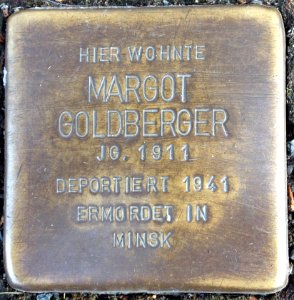 HIER WOHNTE
MARGOT
GOLDBERGER
JG. 1911
DEPORTIERT 1941
ERMORDET IN
MINSK